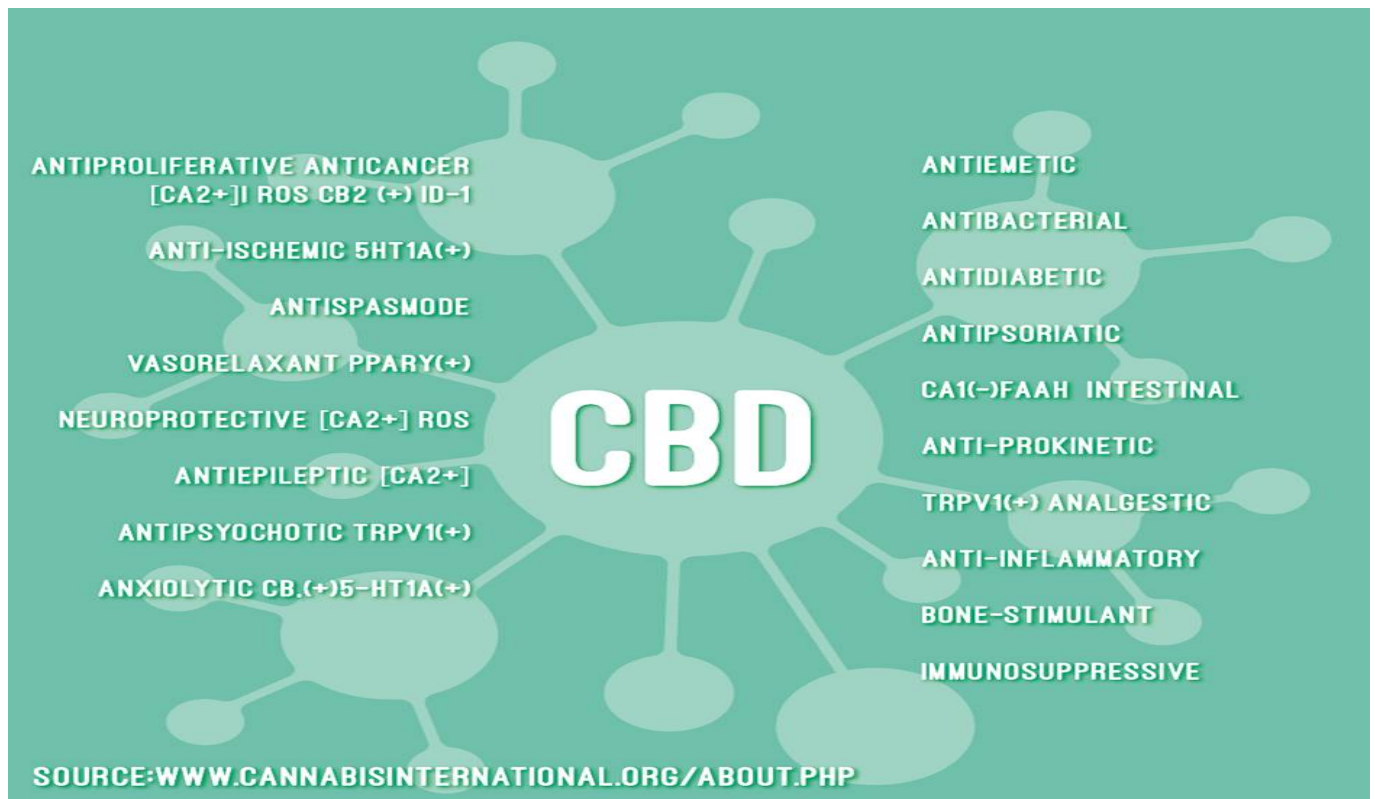 ANTIPROLIFERATIVE ANTICANCER
[CA2+]I ROS CB2 (+) ID-1
ANTI-ISCHEMIC 5HT1A(+)
ANTISPASMODE
VASORELAXANT PPARY(+)
NEUROPROTECTIVE [CA2+] ROS
ANTIEPILEPTIC [CA2+]
ANTIPSYOCHOTIC TRPV1(+)
ANXIOLYTIC CB.(+)5-HT1A(+)
CBD
ANTIEMETIC
ANTIBACTERIAL
ANTIDIABETIC
ANTIPSORIATIC
CA1(-)FAAH INTESTINAL
ANTI-PROKINETIC
TRPV1(+) ANALGESTIC
ANTI-INFLAMMATORY
BONE-STIMULANT
IMMUNOSUPPRESSIVE
SOURCE:WWW.CANNABISINTERNATIONAL.ORG/ABOUT.PHP